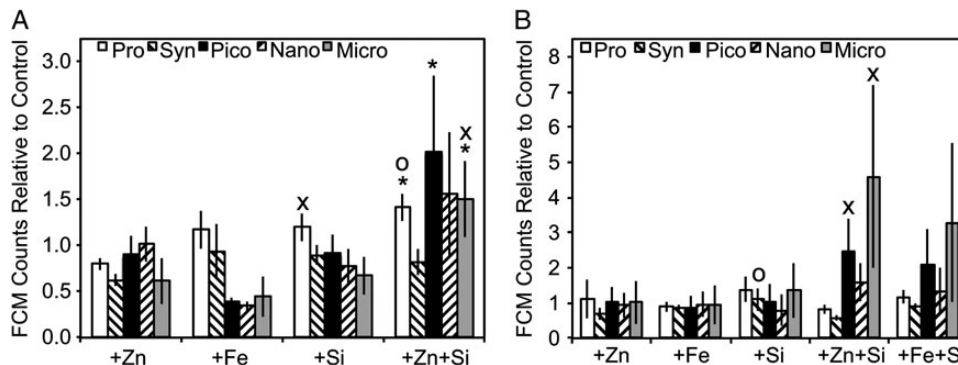 A
Pro Syn Pico Nano Micro
FCM Counts Relative to Control
3.0
2.5
2.0
1.5
1.0
0.5
0.0
x
o
*
*
x
*
+Zn +Fe +Si +Zn+Si
B
Pro Syn Pico Nano Micro
FCM Counts Relative to Control
8
7
6
5
4
3
2
1
0
o
x
x
+Zn +Fe +Si +Zn+Si +Fe+S